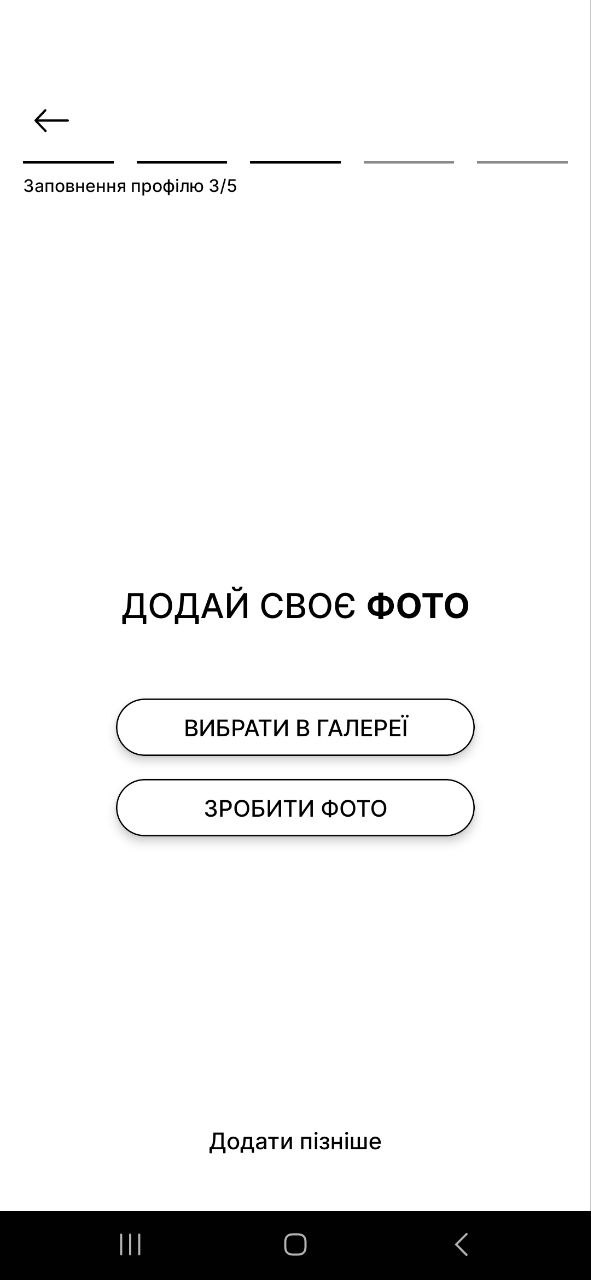 Заповнення профілю 3/5
ДОДАЙ СВОЄ ФОТО
ВИБРАТИ В ГАЛЕРЕЇ
ЗРОБИТИ ФОТО
Додати пізніше